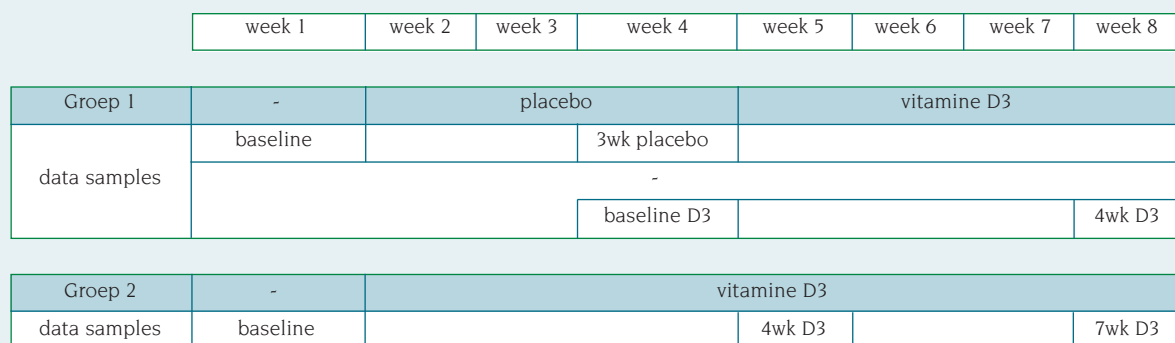 week 1 week 2 week 3 week 4 week 5 week 6 week 7 week 8
Groep 1 - placebo vitamine D3
baseline 3wk placebo
data samples -
baseline D3 4wk D3
Groep 2 - vitamine D3
data samples baseline 4wk D3 7wk D3